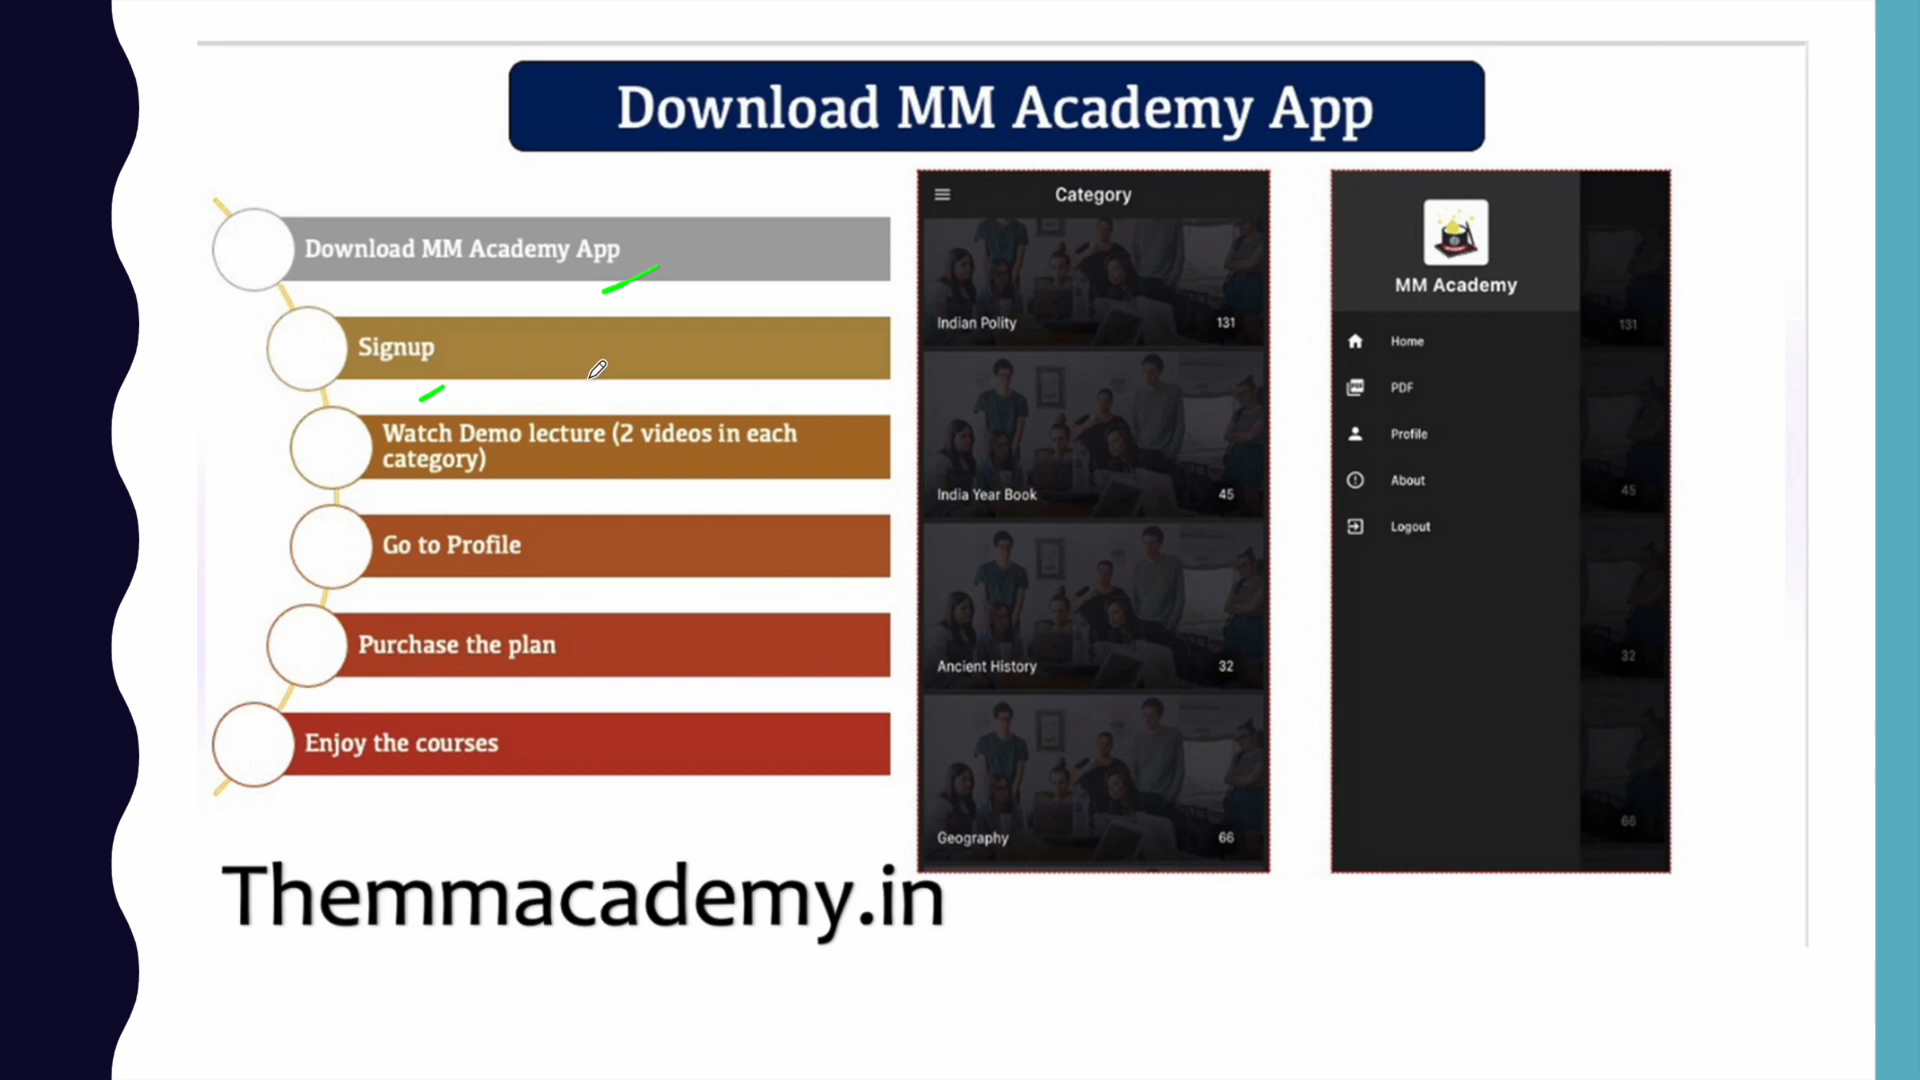 Download MM Academy App
Download MM Academy App
Signup
Watch Demo lecture (2 videos in each
category)
Go to Profile
Purchase the plan
Enjoy the courses
Themmacademy.in
Category
Indian Polity 131
India Year Book 45
Ancient History 32
Geography 66
MM Academy
Home
PDF
Profile
About
Logout
131
45
32
66